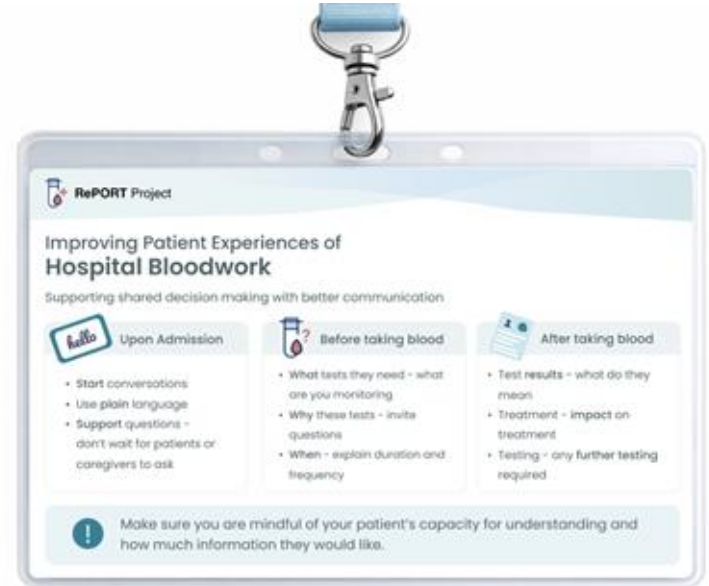 RePORT Project
Improving Patient Experiences of
Hospital Bloodwork
Supporting shared decision making with better communication
hello
Upon Admission
• Start conversations
• Use plain language
• Support questions -
don't wait for patients or
caregivers to ask
?
Before taking blood
• What tests they need - what
are you monitoring
• Why these tests - invite
questions
• When - explain duration and
frequency
After taking blood
• Test results - what do they
mean
• Treatment - impact on
treatment
• Testing - any further testing
required
!
Make sure you are mindful of your patient's capacity for understanding and
how much information they would like.